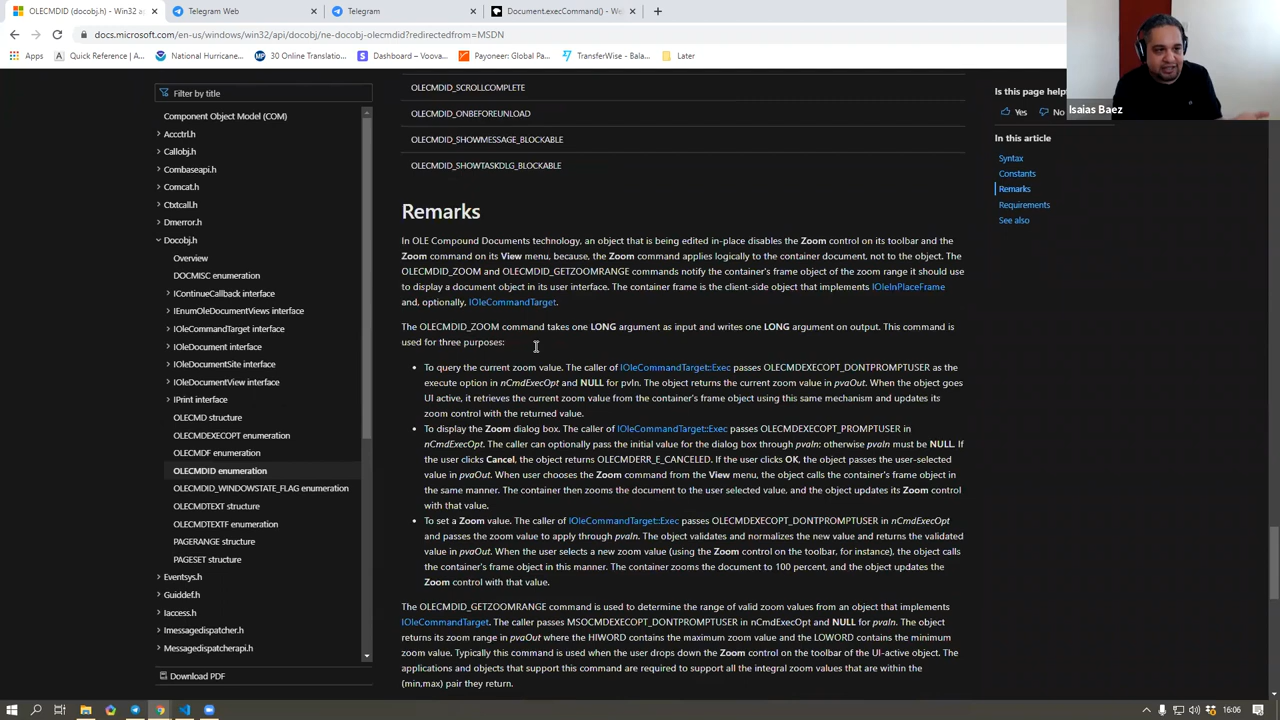 OLECMDID (docobj.h) - Win32 a
Telegram Web
Telegram
Document.execCommand() - We
docs.microsoft.com/en-us/windows/win32/api/docobj/ne-docobj-olecmdid?redirectedfrom=MSDN
Apps
Quick Reference | A...
National Hurricane...
30 Online Translatio...
Dashboard – Voova...
Payoneer: Global Pa...
TransferWise - Bala...
Later
Filter by title
Component Object Model (COM)
Accctrl.h
Callobj.h
Combaseapi.h
Comcat.h
Ctxtcall.h
Dmerror.h
Docobj.h
Overview
DOCMISC enumeration
IContinueCallback interface
IEnumOleDocumentViews interface
IOleCommandTarget interface
IOleDocument interface
IOleDocumentSite interface
IOleDocumentView interface
IPrint interface
OLECMD structure
OLECMDEXECOPT enumeration
OLECMDF enumeration
OLECMDID enumeration
OLECMDID_WINDOWSTATE_FLAG enumeration
OLECMDTEXT structure
OLECMDTEXTF enumeration
PAGERANGE structure
PAGESET structure
Eventsys.h
Guiddef.h
Iaccess.h
Imessagedispatcher.h
Messagedispatcherapi.h
Download PDF
OLECMDID_SCROLLCOMPLETE
OLECMDID_ONBEFOREUNLOAD
OLECMDID_SHOWMESSAGE_BLOCKABLE
OLECMDID_SHOWTASKDLG_BLOCKABLE
Remarks
In OLE Compound Documents technology, an object that is being edited in-place disables the Zoom control on its toolbar and the
Zoom command on its View menu, because, the Zoom command applies logically to the container document, not to the object. The
OLECMDID_ZOOM and OLECMDID_GETZOOMRANGE commands notify the container's frame object of the zoom range it should use
to display a document object in its user interface. The container frame is the client-side object that implements IOleInPlaceFrame
and, optionally, IOleCommandTarget.
The OLECMDID_ZOOM command takes one LONG argument as input and writes one LONG argument on output. This command is
used for three purposes:
• To query the current zoom value. The caller of IOleCommandTarget::Exec passes OLECMDEXECOPT_DONTPROMPTUSER as the
execute option in nCmdExecOpt and NULL for pvIn. The object returns the current zoom value in pvaOut. When the object goes
UI active, it retrieves the current zoom value from the container's frame object using this same mechanism and updates its
zoom control with the returned value.
• To display the Zoom dialog box. The caller of IOleCommandTarget::Exec passes OLECMDEXECOPT_PROMPTUSER in
nCmdExecOpt. The caller can optionally pass the initial value for the dialog box through pvaIn; otherwise pvaIn must be NULL. If
the user clicks Cancel, the object returns OLECMDERR_E_CANCELED. If the user clicks OK, the object passes the user-selected
value in pvaOut. When user chooses the Zoom command from the View menu, the object calls the container's frame object in
the same manner. The container then zooms the document to the user selected value, and the object updates its Zoom control
with that value.
• To set a Zoom value. The caller of IOleCommandTarget::Exec passes OLECMDEXECOPT_DONTPROMPTUSER in nCmdExecOpt
and passes the zoom value to apply through pvaIn. The object validates and normalizes the new value and returns the validated
value in pvaOut. When the user selects a new zoom value (using the Zoom control on the toolbar, for instance), the object calls
the container's frame object in this manner. The container zooms the document to 100 percent, and the object updates the
Zoom control with that value.
The OLECMDID_GETZOOMRANGE command is used to determine the range of valid zoom values from an object that implements
IOleCommandTarget. The caller passes MSOCMDEXECOPT_DONTPROMPTUSER in nCmdExecOpt and NULL for pvaIn. The object
returns its zoom range in pvaOut where the HIWORD contains the maximum zoom value and the LOWORD contains the minimum
zoom value. Typically this command is used when the user drops down the Zoom control on the toolbar of the UI-active object. The
applications and objects that support this command are required to support all the integral zoom values that are within the
(min,max) pair they return.
Is this page help
Yes
No
In this article
Syntax
Constants
Remarks
Requirements
See also
Isaias Baez
16:06